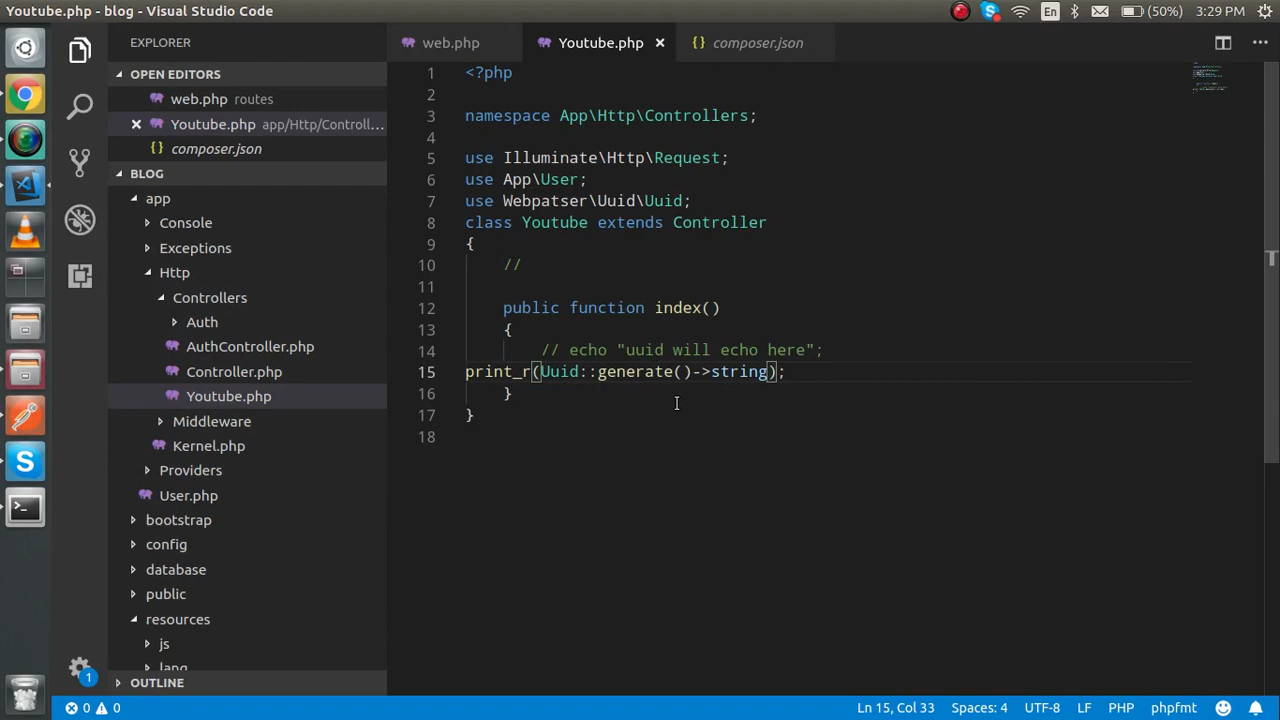 Youtube.php - blog - Visual Studio Code
En
(50%)
3:29 PM
EXPLORER
OPEN EDITORS
web.php routes
Youtube.php app/Http/Controll...
composer.json
BLOG
app
Console
Exceptions
Http
Controllers
Auth
AuthController.php
Controller.php
Youtube.php
Middleware
Kernel.php
Providers
User.php
bootstrap
config
database
public
resources
js
lang
OUTLINE
web.php
Youtube.php
composer.json
1 <?php
2
3 namespace App\Http\Controllers;
4
5 use Illuminate\Http\Request;
6 use App\User;
7 use Webpatser\Uuid\Uuid;
8 class Youtube extends Controller
9 {
10 //
11
12 public function index()
13 {
14 // echo "uuid will echo here";
15 print_r(Uuid::generate()->string);
16 }
17 }
18
1
0 0
Ln 15, Col 33
Spaces: 4
UTF-8
LF
PHP
phpfmt